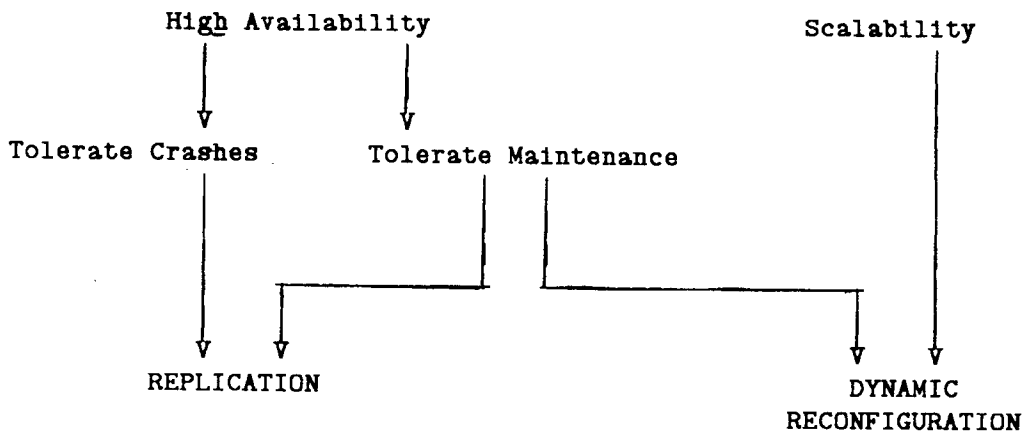 High Availability
Scalability
Tolerate Crashes
Tolerate Maintenance
REPLICATION
DYNAMIC
RECONFIGURATION